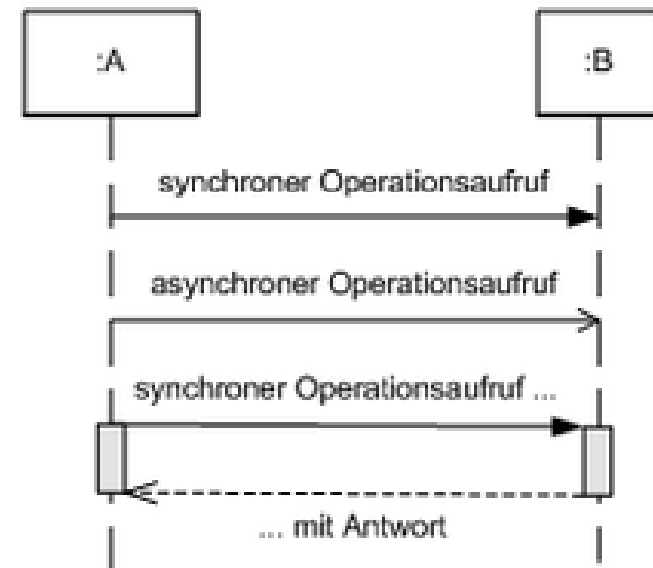 :A
:B
synchroner Operationsaufruf
asynchroner Operationsaufruf
synchroner Operationsaufruf ...
... mit Antwort